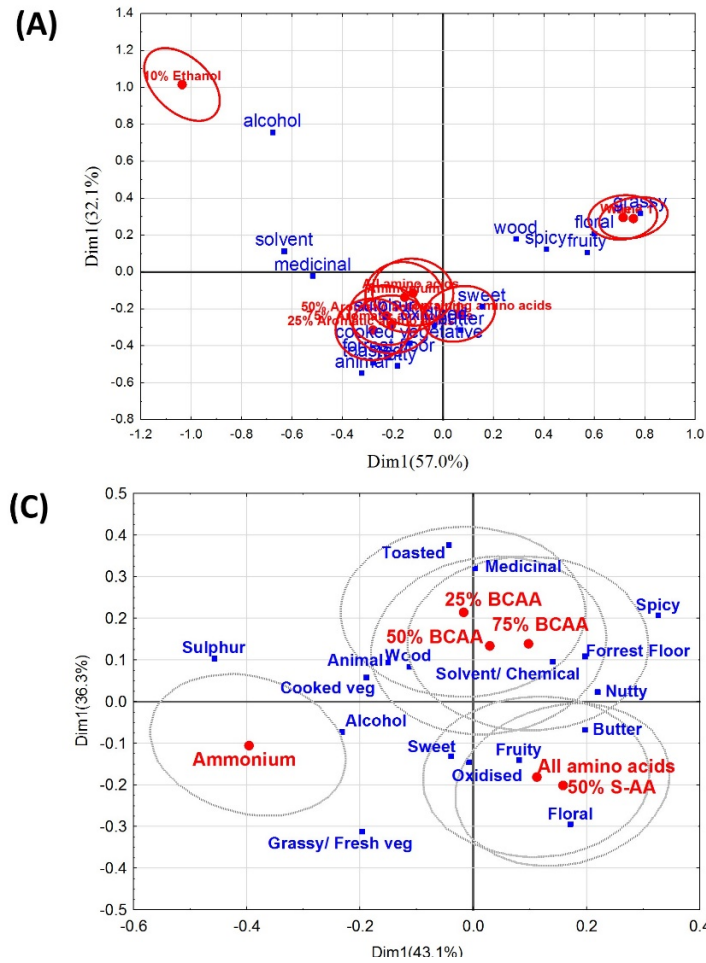 (A)
1.4
1.2
1.0
0.8
0.6
0.4
0.2
0.0
-0.2
-0.4
-0.6
-0.8
Dim1(32.1%)
10% Ethanol
alcohol
grassy
floral
wood
spicy
fruity
solvent
medicinal
All amino acids
sweet
50%
amino acids
25% Aromatic
cooked vegetative
animal
-1.2
-1.0
-0.8
-0.6
-0.4
-0.2
0.0
0.2
0.4
0.6
0.8
1.0
Dim1(57.0%)
(C)
0.5
0.4
0.3
0.2
0.1
0.0
-0.1
-0.2
-0.3
-0.4
-0.5
Dim1(36.3%)
Toasted
Medicinal
25% BCAA
Spicy
50% BCAA
75% BCAA
Sulphur
Animal
Wood
Forrest Floor
Cooked veg
Solvent/ Chemical
Nutty
Alcohol
Butter
Ammonium
Sweet
Fruity
Oxidised
All amino acids
50% S-AA
Floral
Grassy/ Fresh veg
-0.6
-0.4
-0.2
0.0
0.2
0.4
Dim1(43.1%)